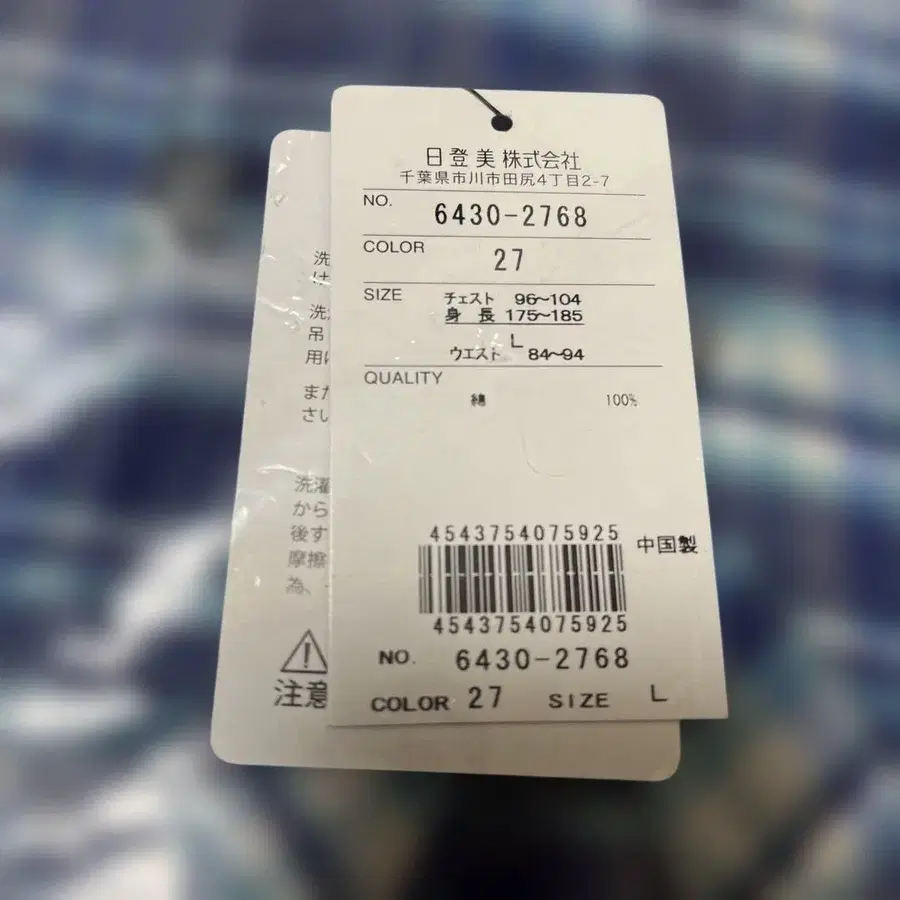 日登美株式会社
千葉県市川市田尻4丁目2-7
NO.
6430-2768
COLOR
27
SIZE
チェスト 96~104
身 長 175~185
L
ウエスト 84~94
QUALITY
綿 100%
4543754075925
中国製
4543754075925
NO. 6430-2768
COLOR 27 SIZE L
洗
け
洗
吊
用に
また
さい
洗濯
から
後す
摩擦
為、
注意